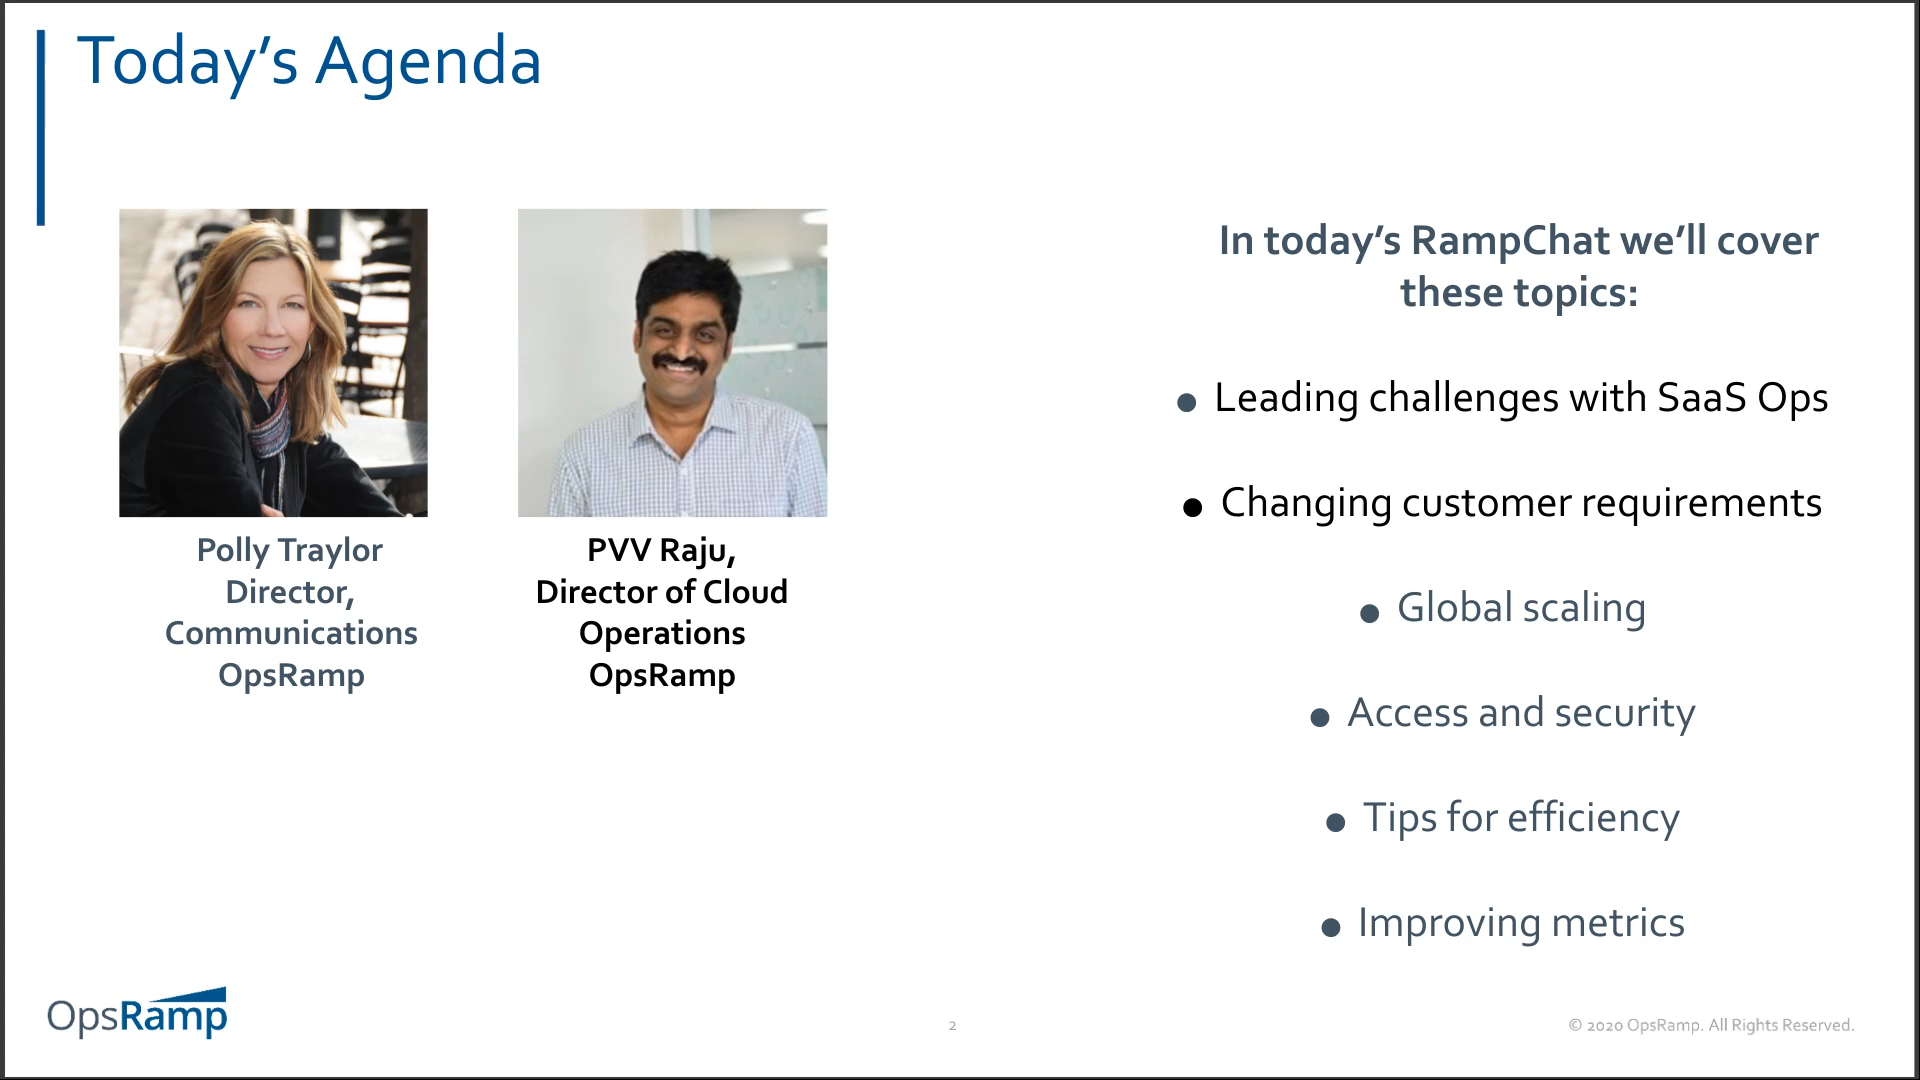 Today’s Agenda
Polly Traylor
Director,
Communications
OpsRamp
PVV Raju,
Director of Cloud
Operations
OpsRamp
In today’s RampChat we’ll cover
these topics:
● Leading challenges with SaaS Ops
● Changing customer requirements
● Global scaling
● Access and security
● Tips for efficiency
● Improving metrics
OpsRamp
2
© 2020 OpsRamp. All Rights Reserved.